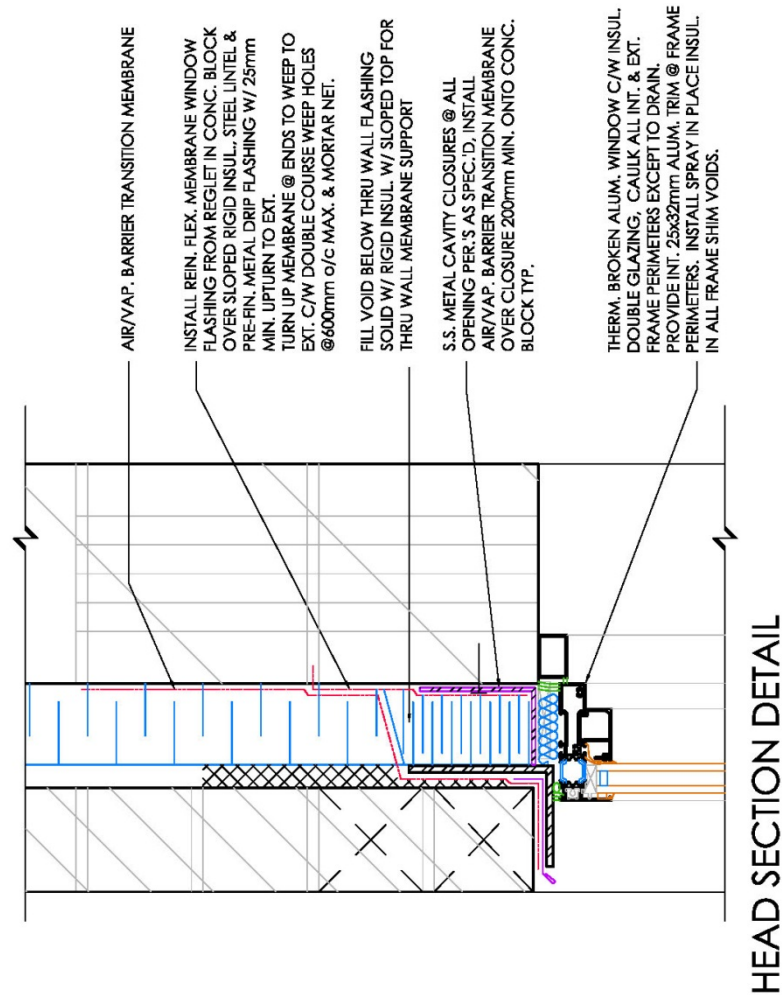 AIR/VAP. BARRIER TRANSITION MEMBRANE
INSTALL REIN. FLEX. MEMBRANE WINDOW
FLASHING FROM REGLET IN CONC. BLOCK
OVER SLOPED RIGID INSUL., STEEL LINTEL &
PRE-FIN. METAL DRIP FLASHING W/ 25mm
MIN. UPTURN TO EXT.
TURN UP MEMBRANE @ ENDS TO WEEP TO
EXT. C/W DOUBLE COURSE WEEP HOLES
@600mm o/c MAX. & MORTAR NET.
FILL VOID BELOW THRU WALL FLASHING
SOLID W/ RIGID INSUL. W/ SLOPED TOP FOR
THRU WALL MEMBRANE SUPPORT
S.S. METAL CAVITY CLOSURES @ ALL
OPENING PER.'S AS SPEC.'D, INSTALL
AIR/VAP. BARRIER TRANSITION MEMBRANE
OVER CLOSURE 200mm MIN. ONTO CONC.
BLOCK TYP.
THERM. BROKEN ALUM. WINDOW C/W INSUL.
DOUBLE GLAZING, CAULK ALL INT. & EXT.
FRAME PERIMETERS EXCEPT TO DRAIN.
PROVIDE INT. 25x32mm ALUM. TRIM @ FRAME
PERIMETERS. INSTALL SPRAY IN PLACE INSUL.
IN ALL FRAME SHIM VOIDS.
HEAD SECTION DETAIL